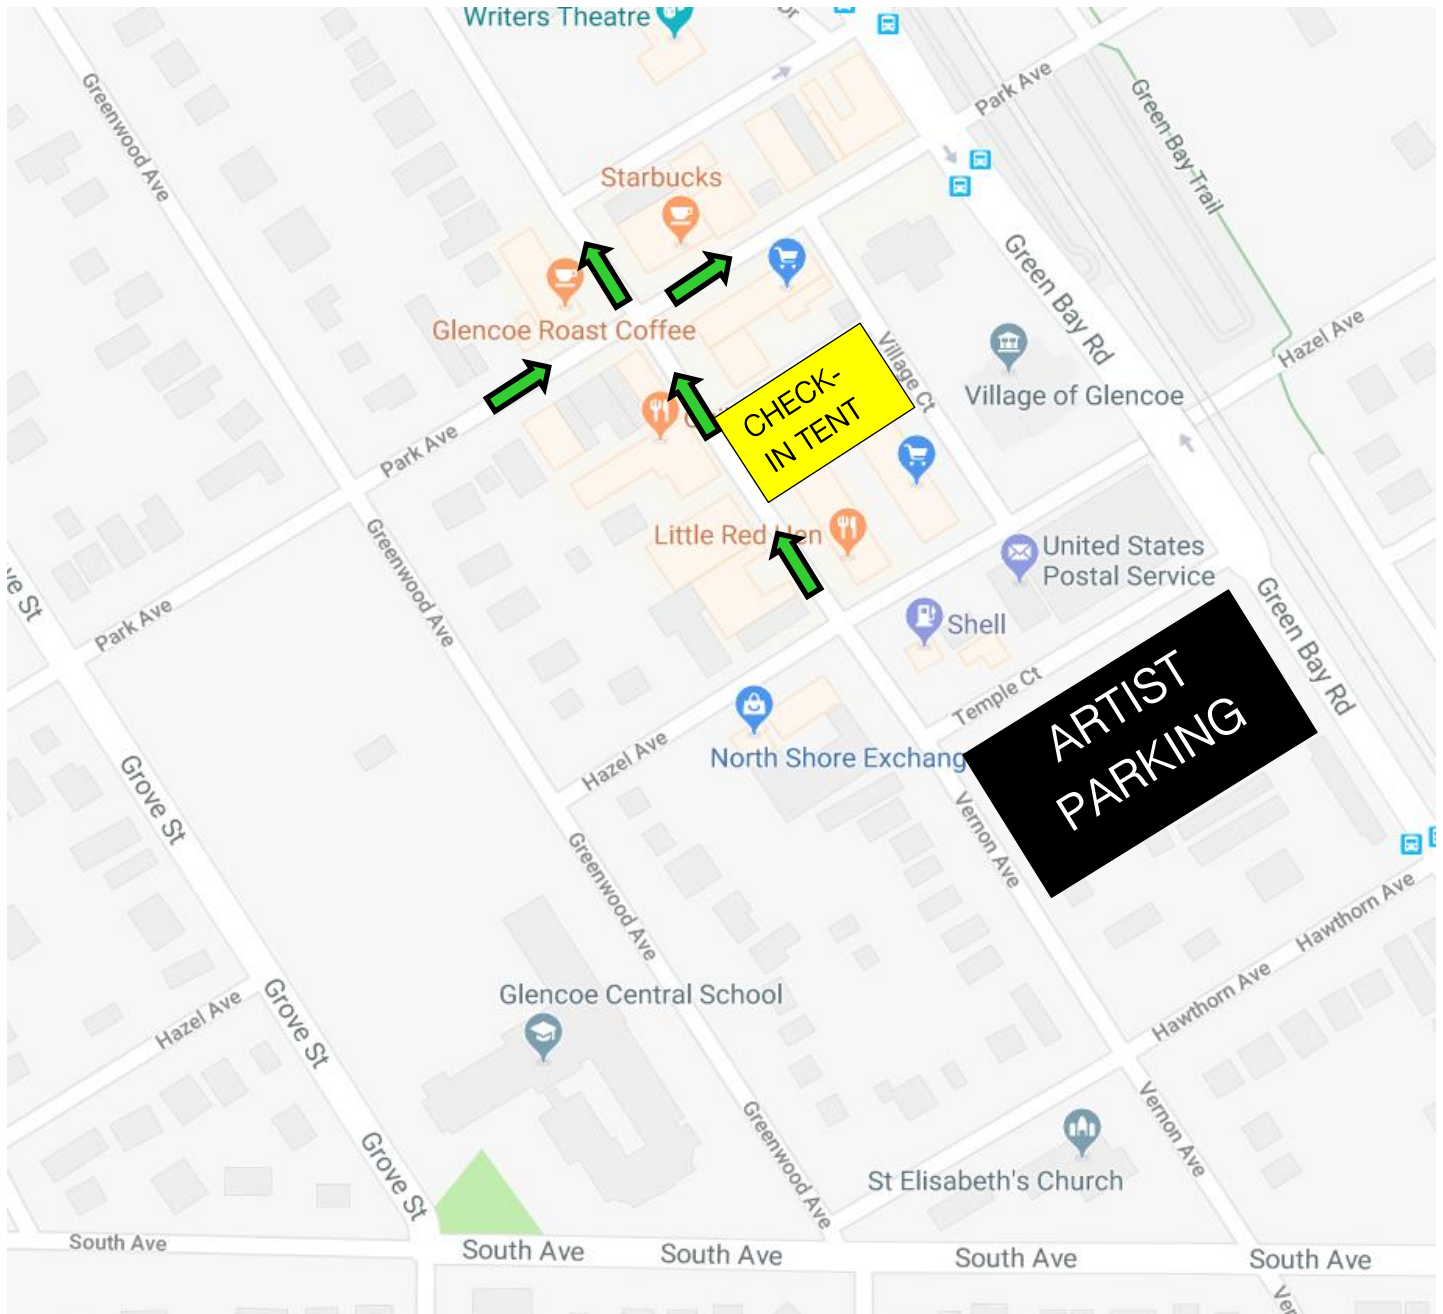 Writers Theatre
Greenwood Ave
Park Ave
Green Bay Trail
Starbucks
Green Bay Rd
Glencoe Roast Coffee
Hazel Ave
Village Ct
Village of Glencoe
CHECK-
IN TENT
Park Ave
Greenwood Ave
Little Red
United States
Postal Service
Shell
Green Bay Rd
Park Ave
Temple Ct
ARTIST
PARKING
Hazel Ave
North Shore Exchang
Grove St
Vernon Ave
Greenwood Ave
Hawthorn Ave
Glencoe Central School
Hazel Ave
Grove St
Hawthorn Ave
Vernon Ave
Greenwood Ave
Grove St
St Elisabeth's Church
South Ave
South Ave
South Ave
South Ave
South Ave